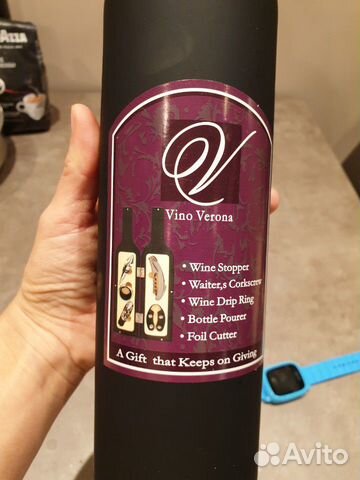 AZZA
V
Vino Verona
• Wine Stopper
• Waiter,s Corkscrew
• Wine Drip Ring
• Bottle Pourer
• Foil Cutter
A Gift that Keeps on Giving
Avito